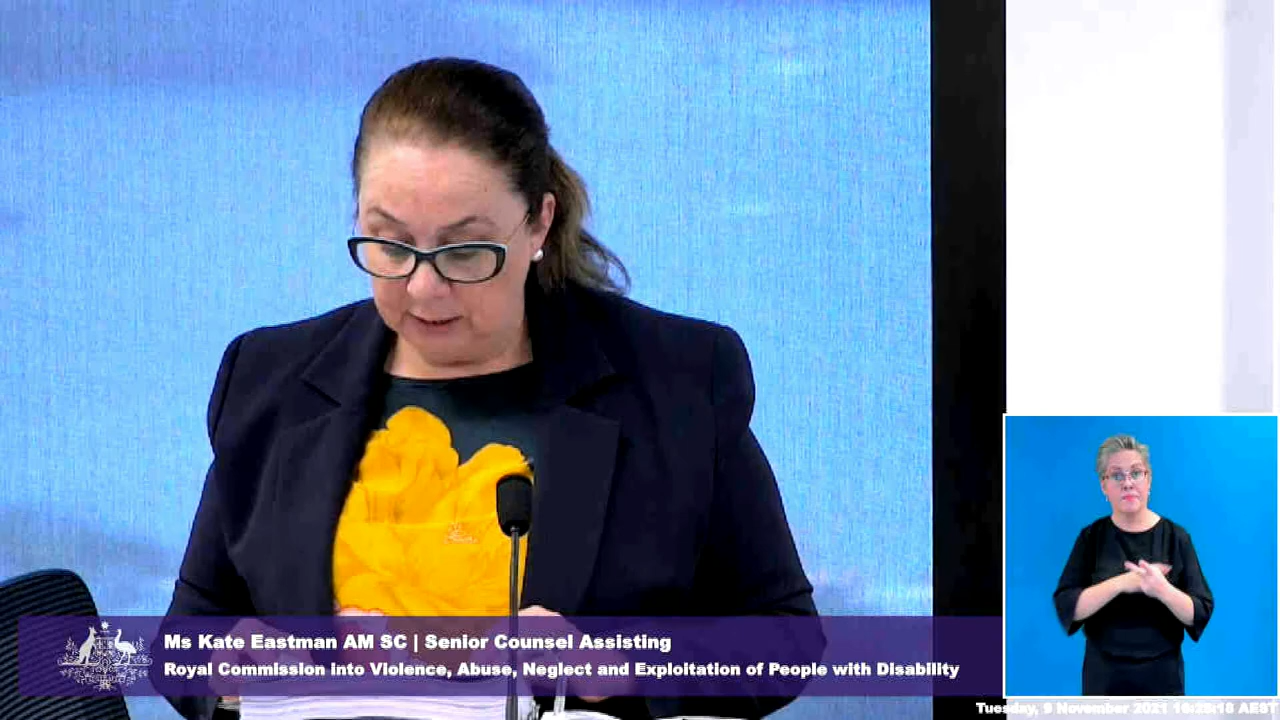 Ms Kate Eastman AM SC | Senior Counsel Assisting
Royal Commission into Violence, Abuse, Neglect and Exploitation of People with Disability
Tuesday, 9 November 2021 AEST